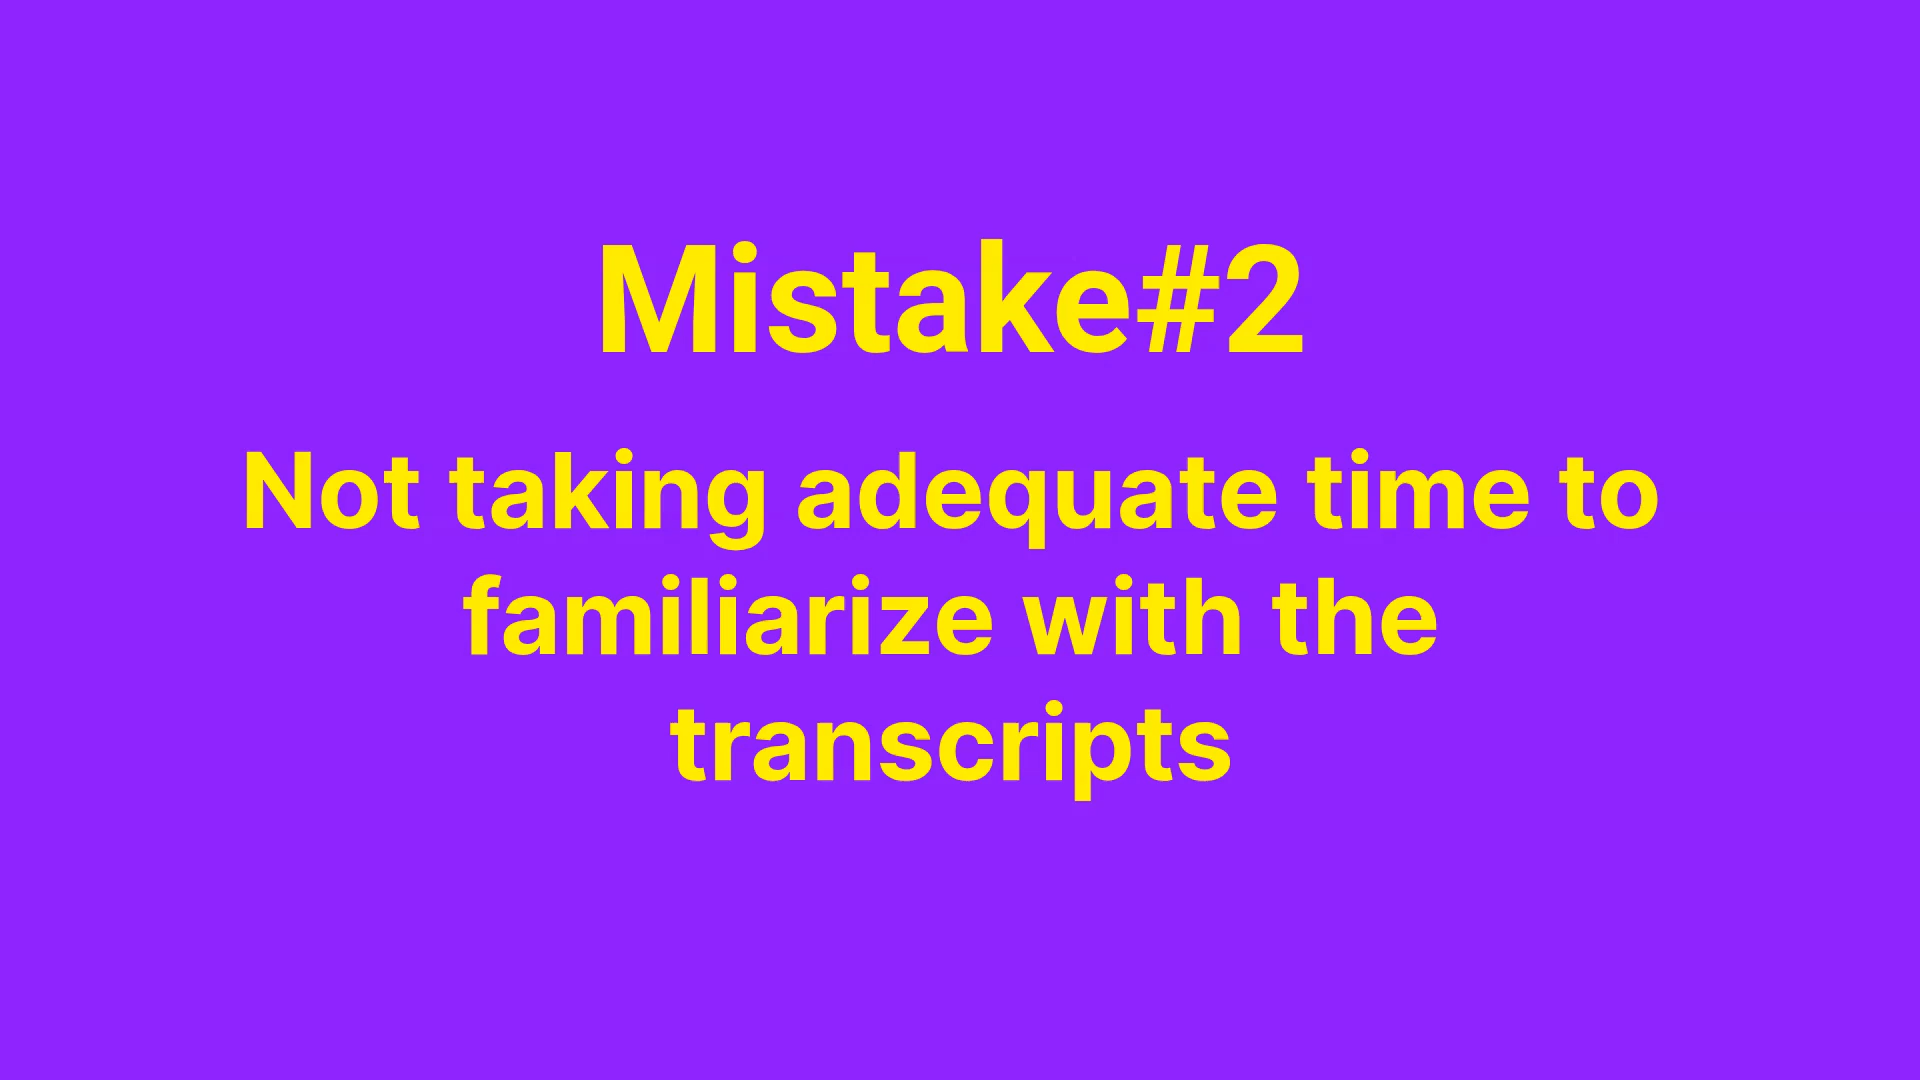 Mistake#2
Not taking adequate time to
familiarize with the
transcripts